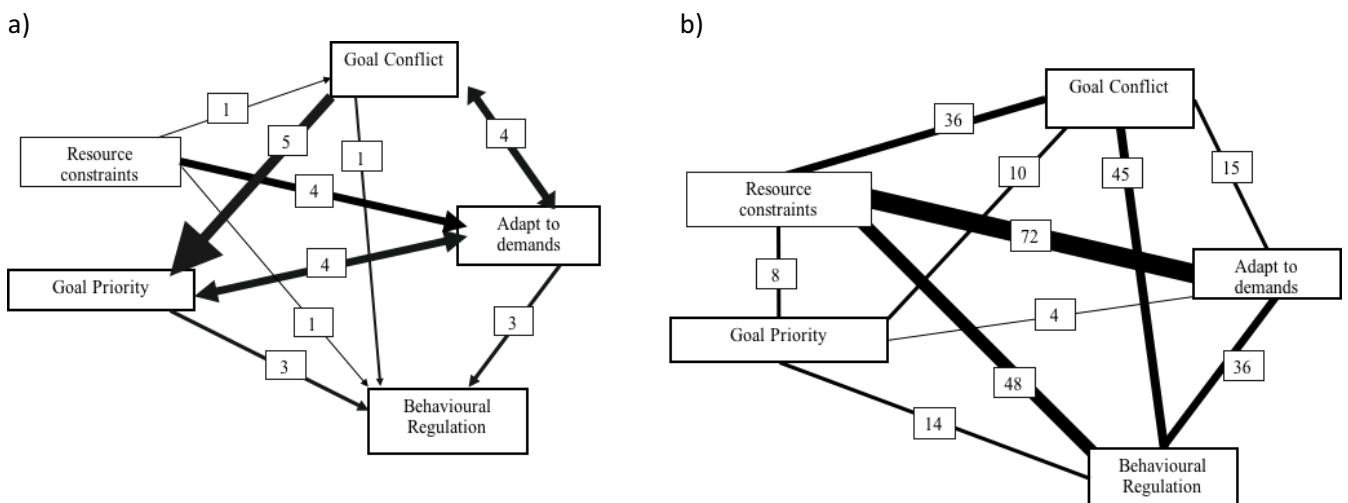 a)
Goal Conflict
1
5
1
4
Resource
constraints
4
Adapt to
demands
4
Goal Priority
1
3
3
Behavioural
Regulation
b)
Goal Conflict
36
10
45
15
Resource
constraints
72
8
Adapt to
demands
4
Goal Priority
48
36
14
Behavioural
Regulation